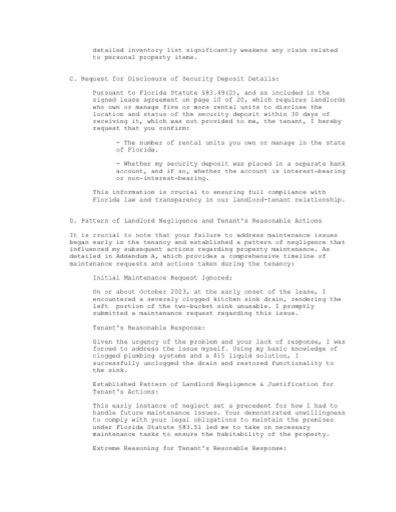 detailed inventory list significantly weakens any claim related
to personal property items.
C. Request for Disclosure of Security Deposit Details:
Pursuant to Florida Statute §83.49(2), and as included in the
signed lease agreement on page 10 of 20, which requires landlords
who own or manage five or more rental units to disclose the
location and status of the security deposit within 30 days of
receiving it, which was not provided to me, the tenant, I hereby
request that you confirm:
- The number of rental units you own or manage in the state
of Florida.
- Whether my security deposit was placed in a separate bank
account, and if so, whether the account is interest-bearing
or non-interest-bearing.
This information is crucial to ensuring full compliance with
Florida law and transparency in our landlord-tenant relationship.
D. Pattern of Landlord Negligence and Tenant's Reasonable Actions
It is crucial to note that your failure to address maintenance issues
began early in the tenancy and established a pattern of negligence that
influenced my subsequent actions regarding property maintenance. As
detailed in Addendum A, which provides a comprehensive timeline of
maintenance requests and actions taken during the tenancy:
Initial Maintenance Request Ignored:
On or about October 2023, at the early onset of the lease, I
encountered a severely clogged kitchen sink drain, rendering the
left portion of the two-bucket sink unusable. I promptly
submitted a maintenance request regarding this issue.
Tenant's Reasonable Response:
Given the urgency of the problem and your lack of response, I was
forced to address the issue myself. Using my basic knowledge of
clogged plumbing systems and a $15 liquid solution, I
successfully unclogged the drain and restored functionality to
the sink.
Established Pattern of Landlord Negligence & Justification for
Tenant's Actions:
This early instance of neglect set a precedent for how I had to
handle future maintenance issues. Your demonstrated unwillingness
to comply with your legal obligations to maintain the premises
under Florida Statute §83.51 led me to take on necessary
maintenance tasks to ensure the habitability of the property.
Extreme Reasoning for Tenant's Resonable Response: